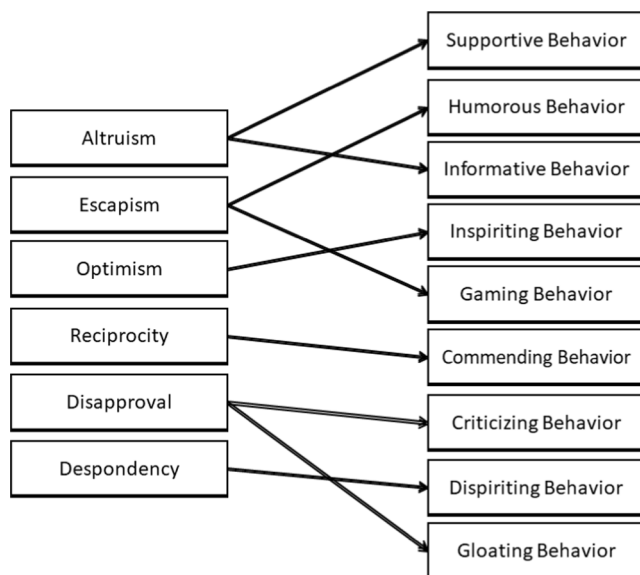 Altruism
Escapism
Optimism
Reciprocity
Disapproval
Despondency
Supportive Behavior
Humorous Behavior
Informative Behavior
Inspiriting Behavior
Gaming Behavior
Commending Behavior
Criticizing Behavior
Dispiriting Behavior
Gloating Behavior